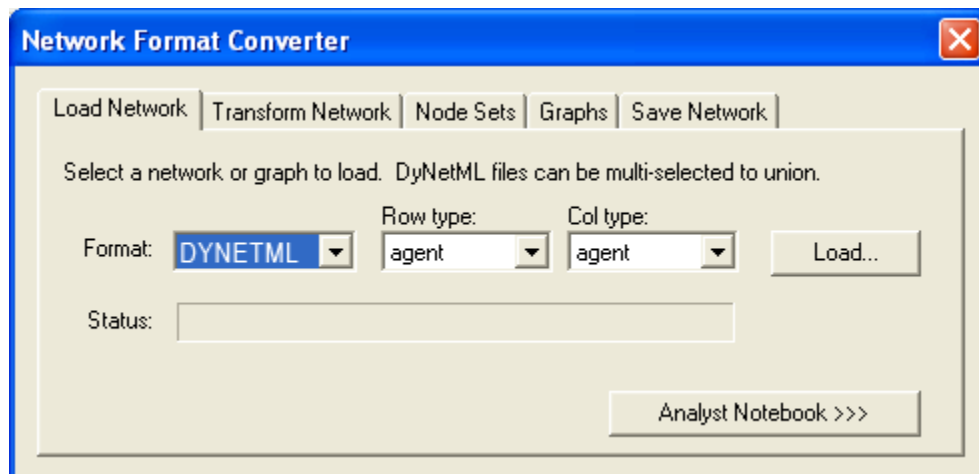 Network Format Converter
Load Network Transform Network Node Sets Graphs Save Network
Select a network or graph to load. DyNetML files can be multi-selected to union.
Row type: Col type:
Format: DYNETML agent agent Load...
Status:
Analyst Notebook >>>